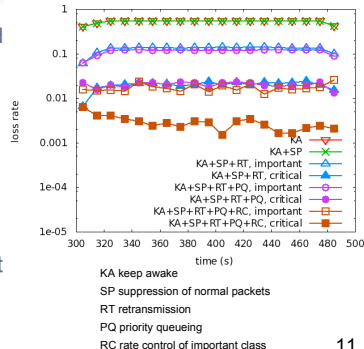 1
0.1
0.01
0.001
1e-04
1e-05
loss rate
KA
KA+SP
KA+SP+RT, important
KA+SP+RT, critical
KA+SP+RT+PQ, important
KA+SP+RT+PQ, critical
KA+SP+RT+PQ+RC, important
KA+SP+RT+PQ+RC, critical
300 320 340 360 380 400 420 440 460 480 500
time (s)
KA keep awake
SP suppression of normal packets
RT retransmission
PQ priority queueing
RC rate control of important class
11